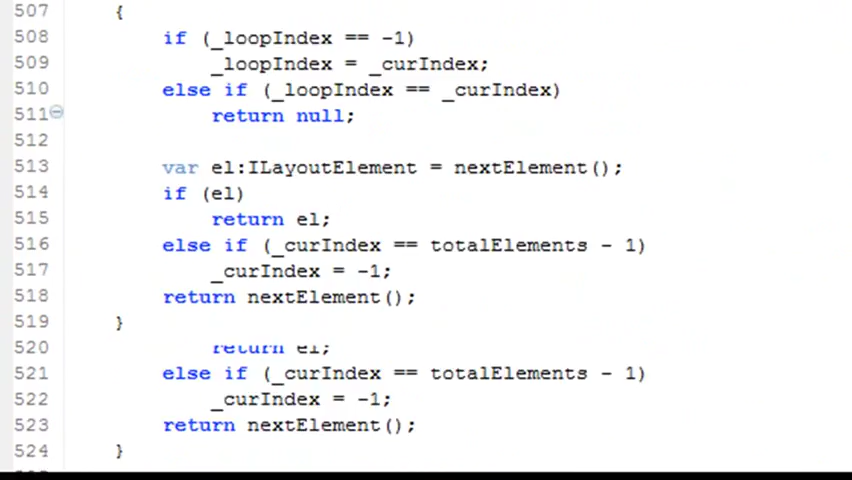 507 {
508 if (_loopIndex == -1)
509 _loopIndex = _curIndex;
510 else if (_loopIndex == _curIndex)
511 return null;
512
513 var el:ILayoutElement = nextElement();
514 if (el)
515 return el;
516 else if (_curIndex == totalElements - 1)
517 _curIndex = -1;
518 return nextElement();
519 }
520 return el;
521 else if (_curIndex == totalElements - 1)
522 _curIndex = -1;
523 return nextElement();
524 }